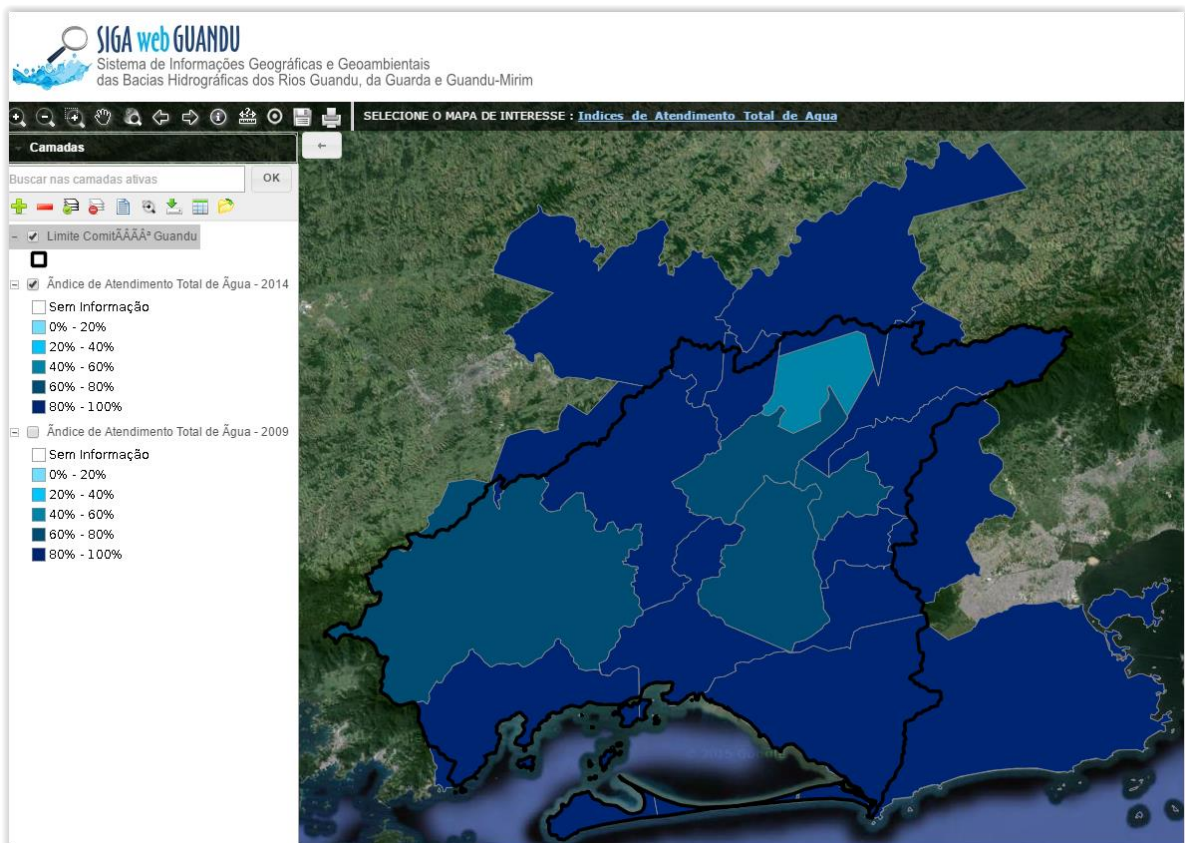 SIGA web GUANDU
Sistema de Informações Geográficas e Geoambientais
das Bacias Hidrográficas dos Rios Guandu, da Guarda e Guandu-Mirim
SELECIONE O MAPA DE INTERESSE : Indices de Atendimento Total de Agua
Camadas
Buscar nas camadas ativas
OK
Limite ComitÃÂÃÂª Guandu
Ãndice de Atendimento Total de Ãgua - 2014
Sem Informação
0% - 20%
20% - 40%
40% - 60%
60% - 80%
80% - 100%
Ãndice de Atendimento Total de Ãgua - 2009
Sem Informação
0% - 20%
20% - 40%
40% - 60%
60% - 80%
80% - 100%